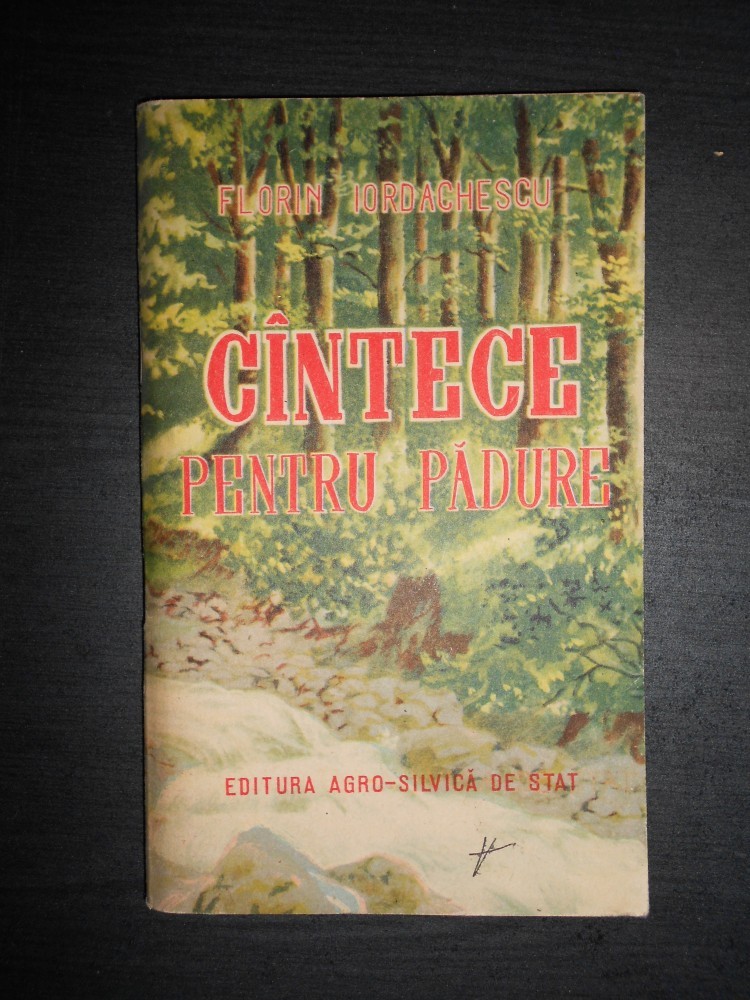 FLORIN IORDACHESCU
CÎNTECE
PENTRU PĂDURE
EDITURA AGRO-SILVICĂ DE STAT